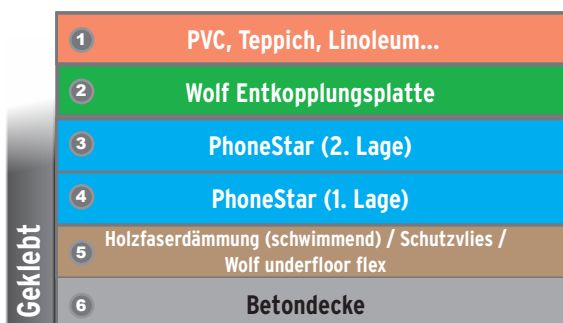 1 PVC, Teppich, Linoleum...
2 Wolf Entkopplungsplatte
3 PhoneStar (2. Lage)
4 PhoneStar (1. Lage)
5 Holzfaserdämmung (schwimmend) / Schutzvlies /
Wolf underfloor flex
6 Betondecke
Geklebt